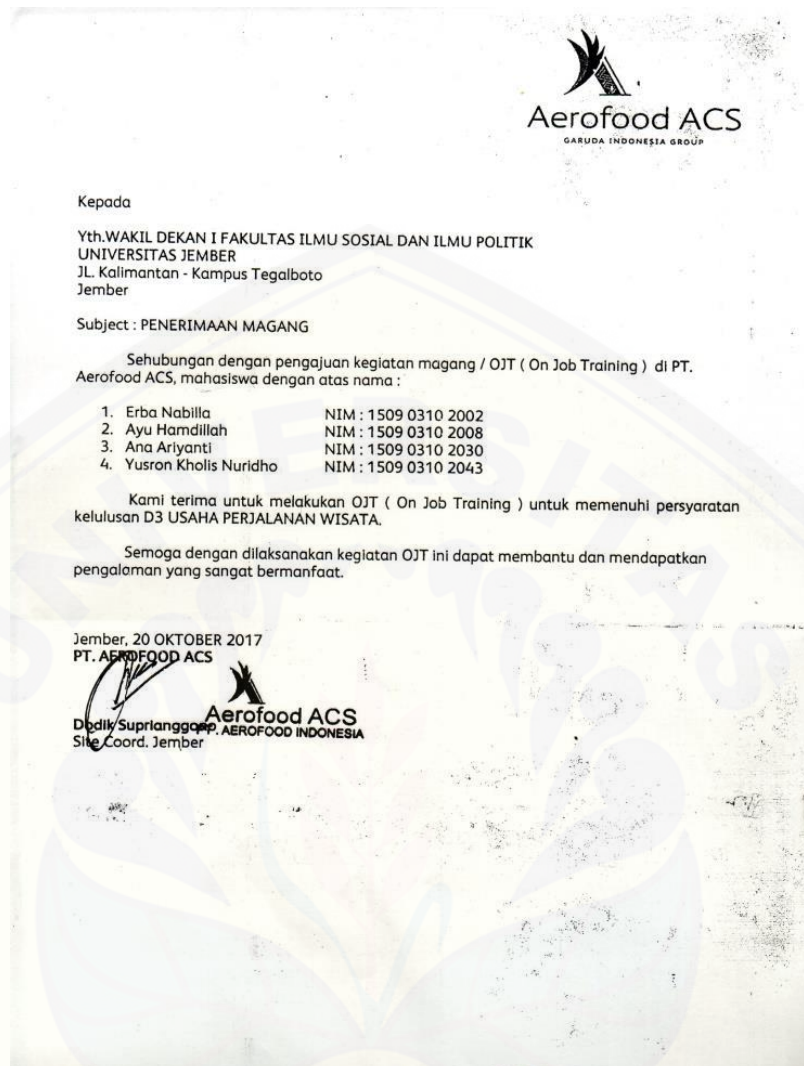 Aerofood ACS
GARUDA INDONESIA GROUP
Kepada
Yth.WAKIL DEKAN I FAKULTAS ILMU SOSIAL DAN ILMU POLITIK
UNIVERSITAS JEMBER
JL. Kalimantan - Kampus Tegalboto
Jember
Subject : PENERIMAAN MAGANG
Sehubungan dengan pengajuan kegiatan magang / OJT ( On Job Training ) di PT.
Aerofood ACS, mahasiswa dengan atas nama :
1. Erba Nabilla NIM : 1509 0310 2002
2. Ayu Hamdillah NIM : 1509 0310 2008
3. Ana Ariyanti NIM : 1509 0310 2030
4. Yusron Kholis Nuridho NIM : 1509 0310 2043
Kami terima untuk melakukan OJT ( On Job Training ) untuk memenuhi persyaratan
kelulusan D3 USAHA PERJALANAN WISATA.
Semoga dengan dilaksanakan kegiatan OJT ini dapat membantu dan mendapatkan
pengalaman yang sangat bermanfaat.
Jember, 20 OKTOBER 2017
PT. AEROFOOD ACS
Aerofood ACS
AEROFOOD INDONESIA
Dodik
Site Coord. Jember
UNIVERSITAS